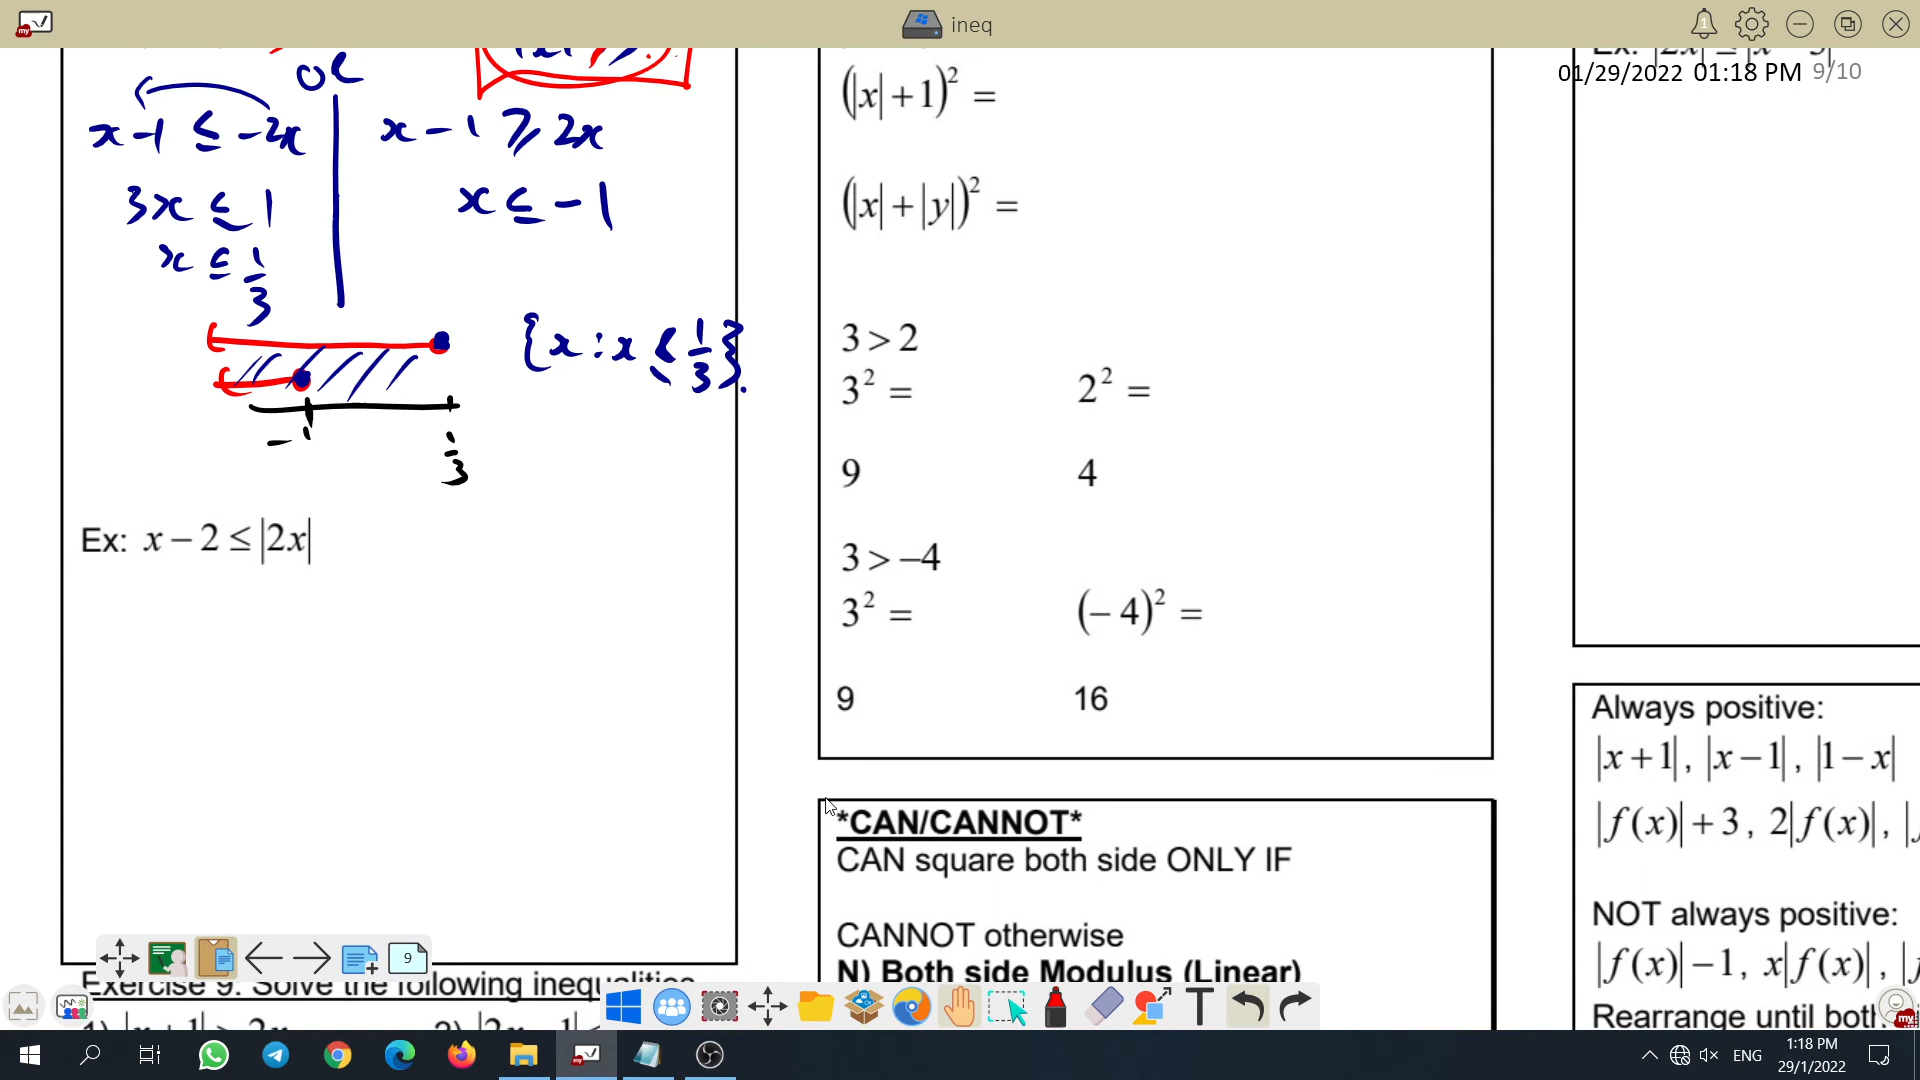 ineq
01/29/2022 01:18 PM 9/10
or
x-1 ≤ -2x
x-1 ≥ 2x
3x ≤ 1
x ≤ -1
x ≤ 1/3
{x : x ≤ 1/3}.
-1
1/3
Ex: x − 2 ≤ |2x|
Exercise 9: Solve the following inequalities
(|x| + 1)² =
(|x| + |y|)² =
3 > 2
3² = 2² =
9 4
3 > −4
3² = (− 4)² =
9 16
*CAN/CANNOT*
CAN square both side ONLY IF
CANNOT otherwise
N) Both side Modulus (Linear)
Always positive:
|x + 1|, |x − 1|, |1 − x|
|f(x)| + 3, 2|f(x)|,
NOT always positive:
|f(x)| − 1, x|f(x)|,
Rearrange until both
9
ENG
1:18 PM
29/1/2022